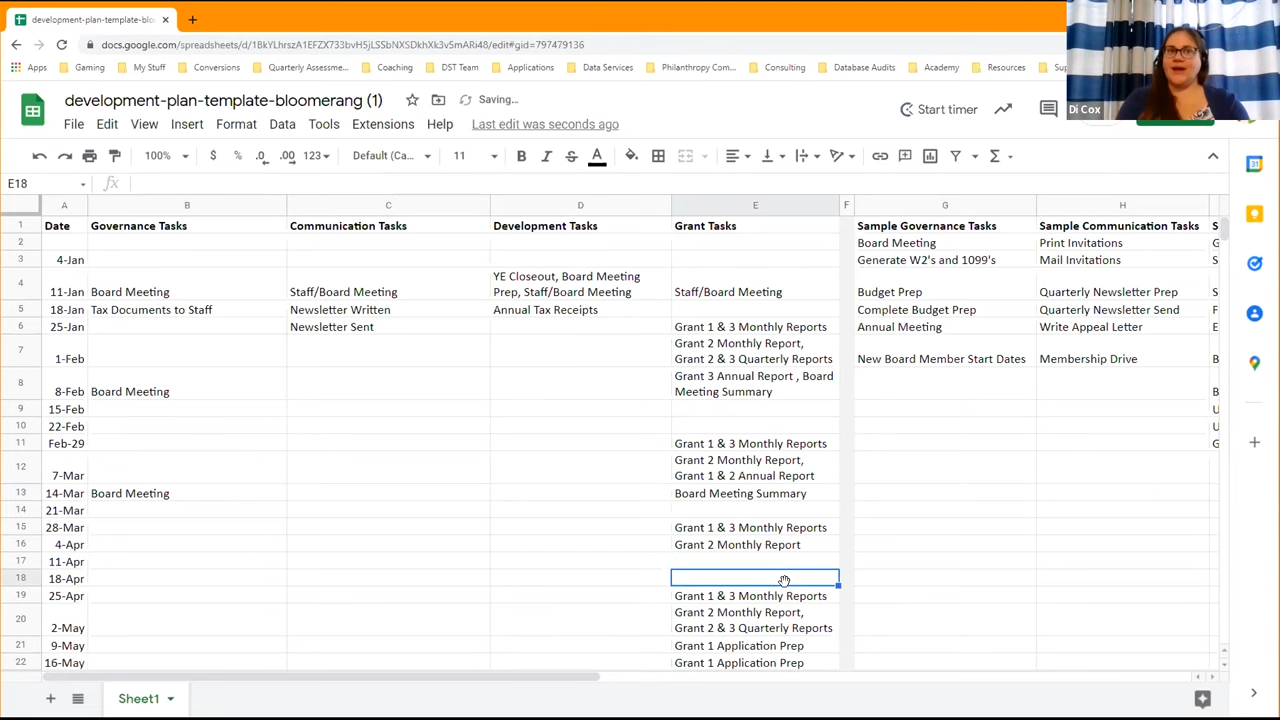 development-plan-template-bloo
docs.google.com/spreadsheets/d/1BkYLhrszA1EFZX733bvH5jLSSbNXSDkhXk3v5mARi48/edit#gid=797479136
Apps Gaming My Stuff Conversions Quarterly Assessme... Coaching DST Team Applications Data Services Philanthropy Com... Consulting Database Audits Academy Resources Sup
Di Cox
development-plan-template-bloomerang (1) Saving... Start timer
File Edit View Insert Format Data Tools Extensions Help Last edit was seconds ago
100% $ % .0 .00 123 Default (Ca... 11 B I S A
E18 fx
A B C D E F G H
1 Date Governance Tasks Communication Tasks Development Tasks Grant Tasks Sample Governance Tasks Sample Communication Tasks S
2 Board Meeting Print Invitations G
3 4-Jan Generate W2's and 1099's Mail Invitations S
YE Closeout, Board Meeting
4 11-Jan Board Meeting Staff/Board Meeting Prep, Staff/Board Meeting Staff/Board Meeting Budget Prep Quarterly Newsletter Prep S
5 18-Jan Tax Documents to Staff Newsletter Written Annual Tax Receipts Complete Budget Prep Quarterly Newsletter Send F
6 25-Jan Newsletter Sent Grant 1 & 3 Monthly Reports Annual Meeting Write Appeal Letter E
Grant 2 Monthly Report,
7 1-Feb Grant 2 & 3 Quarterly Reports New Board Member Start Dates Membership Drive B
Grant 3 Annual Report , Board
8 8-Feb Board Meeting Meeting Summary B
9 15-Feb U
10 22-Feb U
11 Feb-29 Grant 1 & 3 Monthly Reports G
Grant 2 Monthly Report,
12 7-Mar Grant 1 & 2 Annual Report
13 14-Mar Board Meeting Board Meeting Summary
14 21-Mar
15 28-Mar Grant 1 & 3 Monthly Reports
16 4-Apr Grant 2 Monthly Report
17 11-Apr
18 18-Apr
19 25-Apr Grant 1 & 3 Monthly Reports
Grant 2 Monthly Report,
20 2-May Grant 2 & 3 Quarterly Reports
21 9-May Grant 1 Application Prep
22 16-May Grant 1 Application Prep
Sheet1